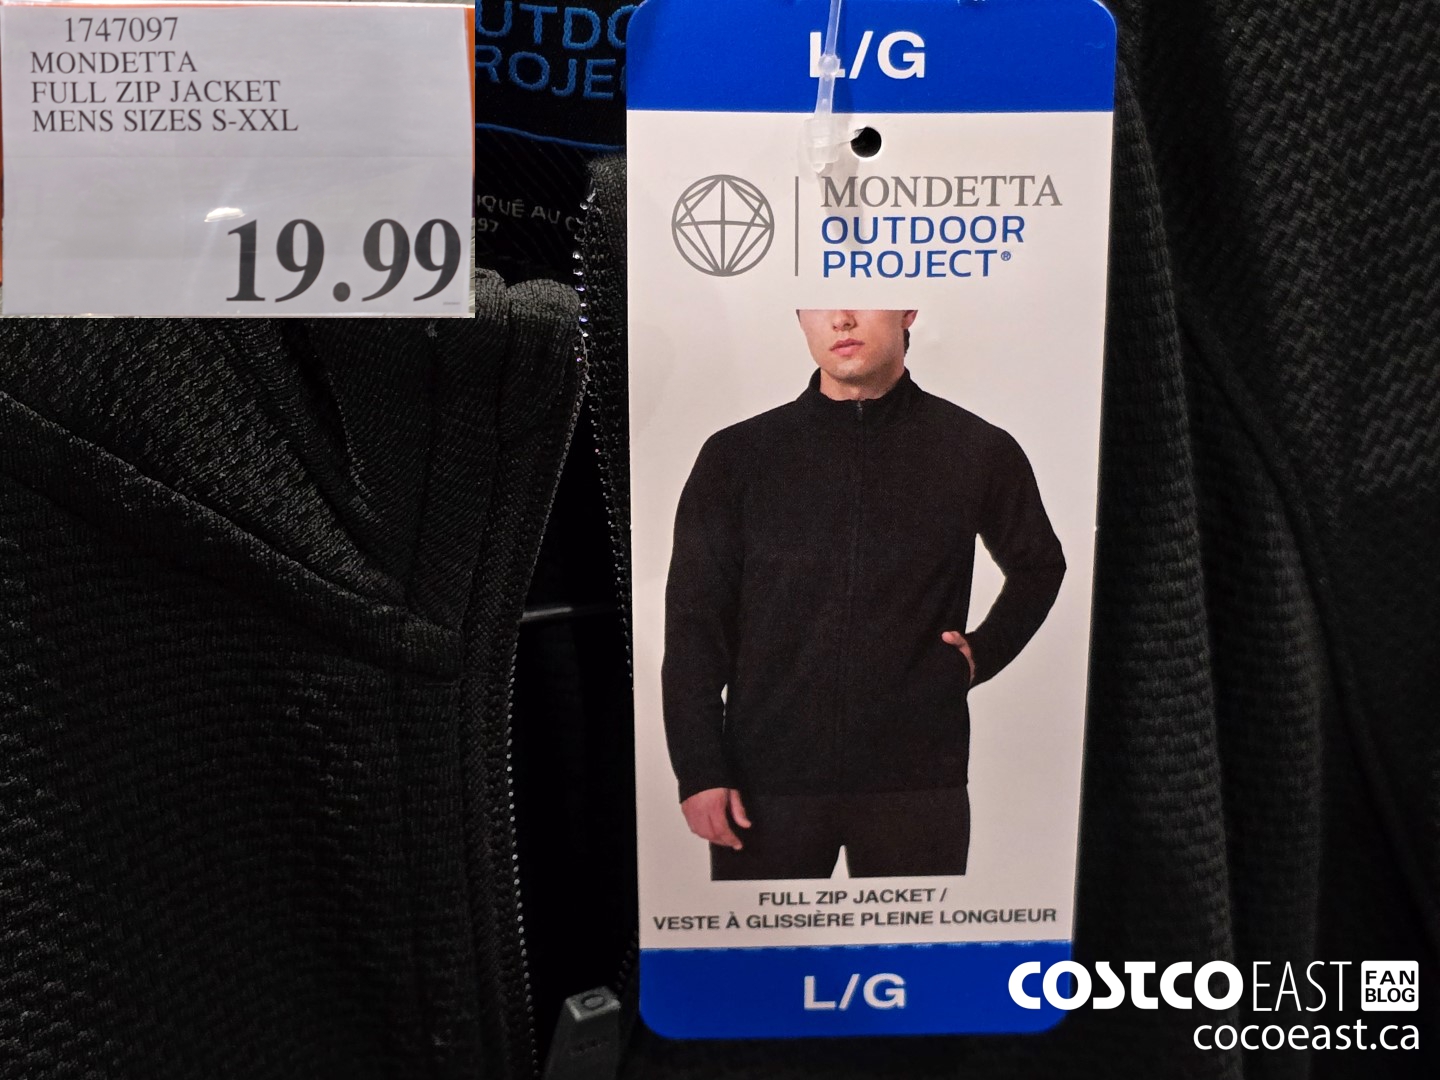 1747097
MONDETTA
FULL ZIP JACKET
MENS SIZES S-XXL
19.99
L/G
MONDETTA
OUTDOOR
PROJECT®
FULL ZIP JACKET /
VESTE À GLISSIÈRE PLEINE LONGUEUR
L/G
COSTCO EAST FAN BLOG
cocoeast.ca